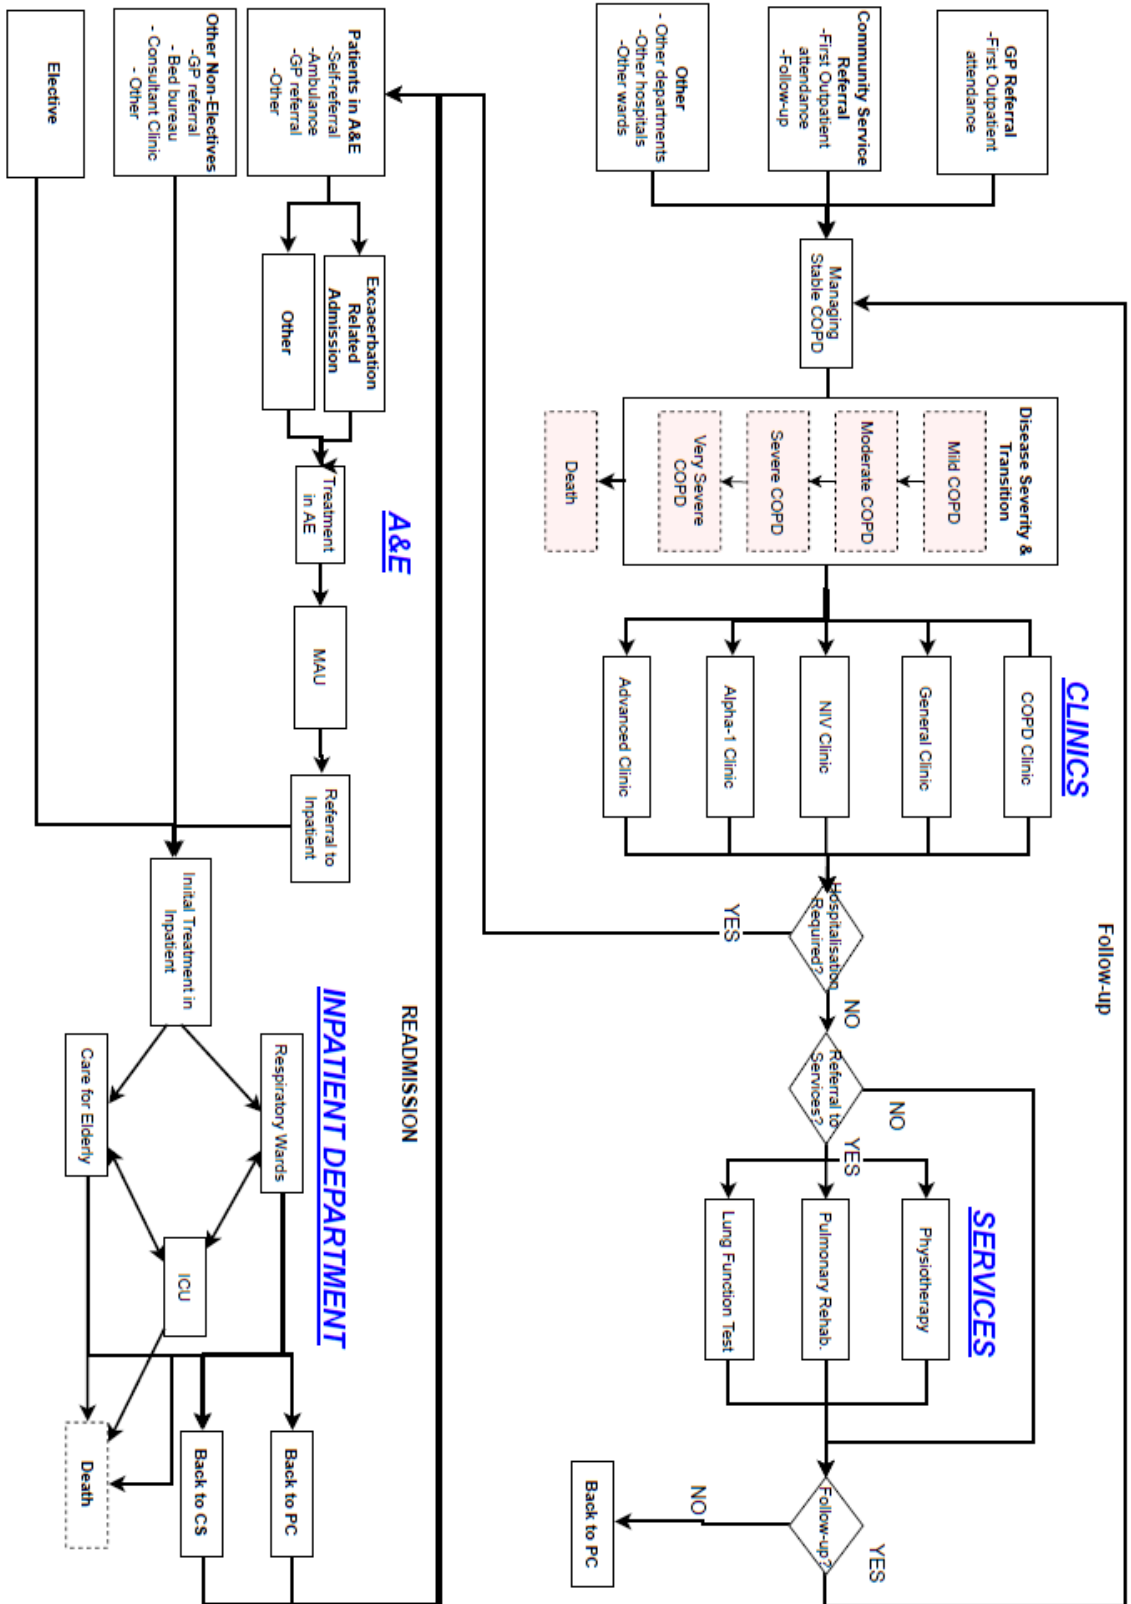 GP Referral
-First Outpatient
attendance
Community Service
Referral
-First Outpatient
attendance
-Follow-up
Other
- Other departments
-Other hospitals
-Other wards
Managing
Stable COPD
Disease Severity &
Transition
Mild COPD
Moderate COPD
Severe COPD
Very Severe
COPD
Death
CLINICS
COPD Clinic
General Clinic
NIV Clinic
Alpha-1 Clinic
Advanced Clinic
Follow-up
Hospitalisation
Required?
YES
NO
Referral to
Services?
NO
YES
SERVICES
Physiotherapy
Pulmonary Rehab.
Lung Function Test
Follow-up?
YES
NO
Back to PC
READMISSION
Patients in A&E
-Self-referral
-Ambulance
-GP referral
-Other
Other Non-Electives
-GP referral
- Bed bureau
- Consultant Clinic
- Other
Elective
Excacerbation
Related
Admission
Other
A&E
Treatment
in AE
MAU
Referral to
Inpatient
Iniital Treatment in
Inpatient
INPATIENT DEPARTMENT
Respiratory Wards
Care for Elderly
ICU
Back to PC
Back to CS
Death